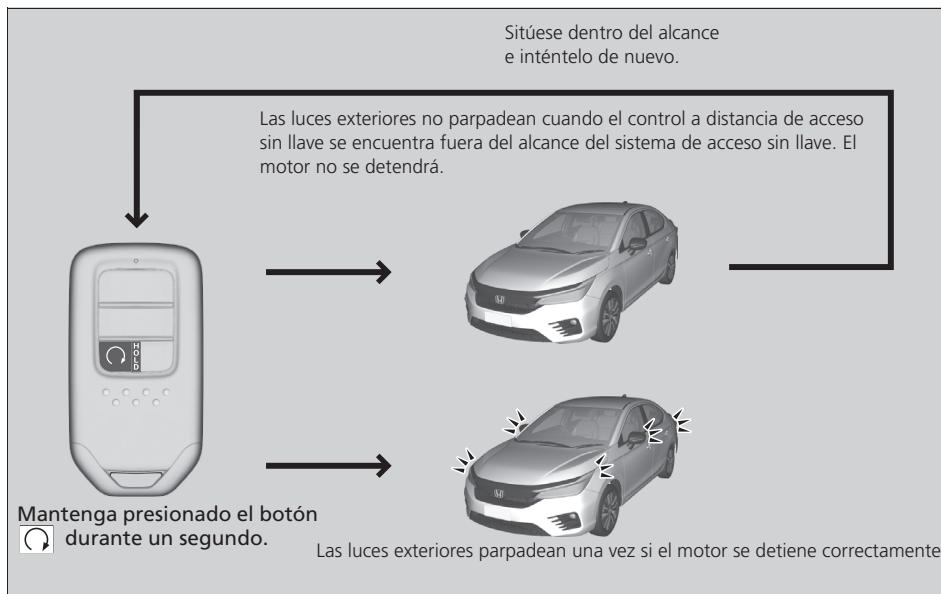 Sitúese dentro del alcance
e inténtelo de nuevo.
Las luces exteriores no parpadean cuando el control a distancia de acceso
sin llave se encuentra fuera del alcance del sistema de acceso sin llave. El
motor no se detendrá.
HOLD
Mantenga presionado el botón
durante un segundo.
Las luces exteriores parpadean una vez si el motor se detiene correctamente